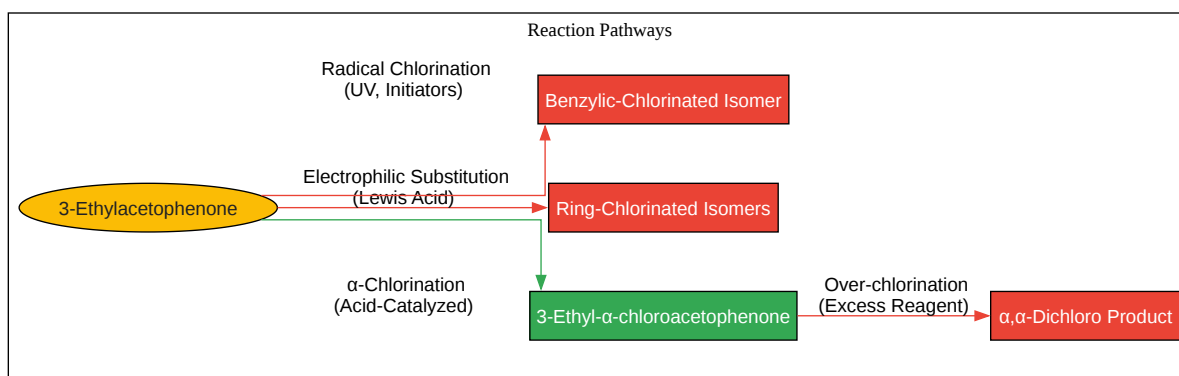 Reaction Pathways
Radical Chlorination
(UV, Initiators)
Benzylic-Chlorinated Isomer
Electrophilic Substitution
(Lewis Acid)
3-Ethylacetophenone
Ring-Chlorinated Isomers
α-Chlorination
(Acid-Catalyzed)
3-Ethyl-α-chloroacetophenone
Over-chlorination
(Excess Reagent)
α,α-Dichloro Product